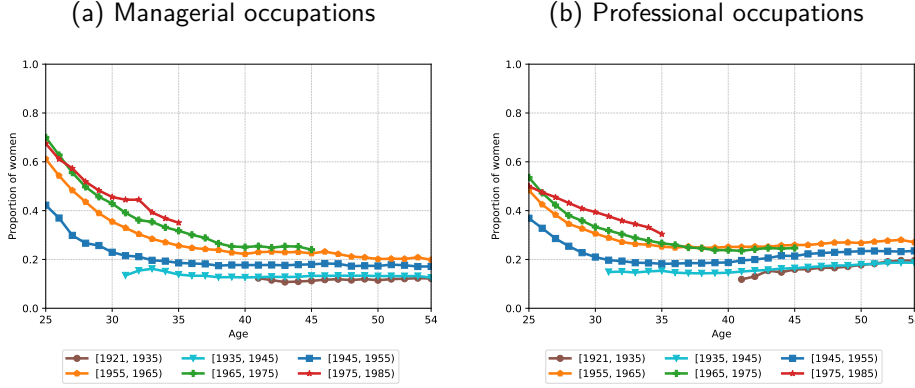 (a) Managerial occupations
1.0
0.8
0.6
0.4
0.2
0.0
Proportion of women
25 30 35 40 45 50 54
Age
[1921, 1935) [1935, 1945) [1945, 1955)
[1955, 1965) [1965, 1975) [1975, 1985)
(b) Professional occupations
1.0
0.8
0.6
0.4
0.2
0.0
Proportion of women
25 30 35 40 45 50 5
Age
[1921, 1935) [1935, 1945) [1945, 1955)
[1955, 1965) [1965, 1975) [1975, 1985)